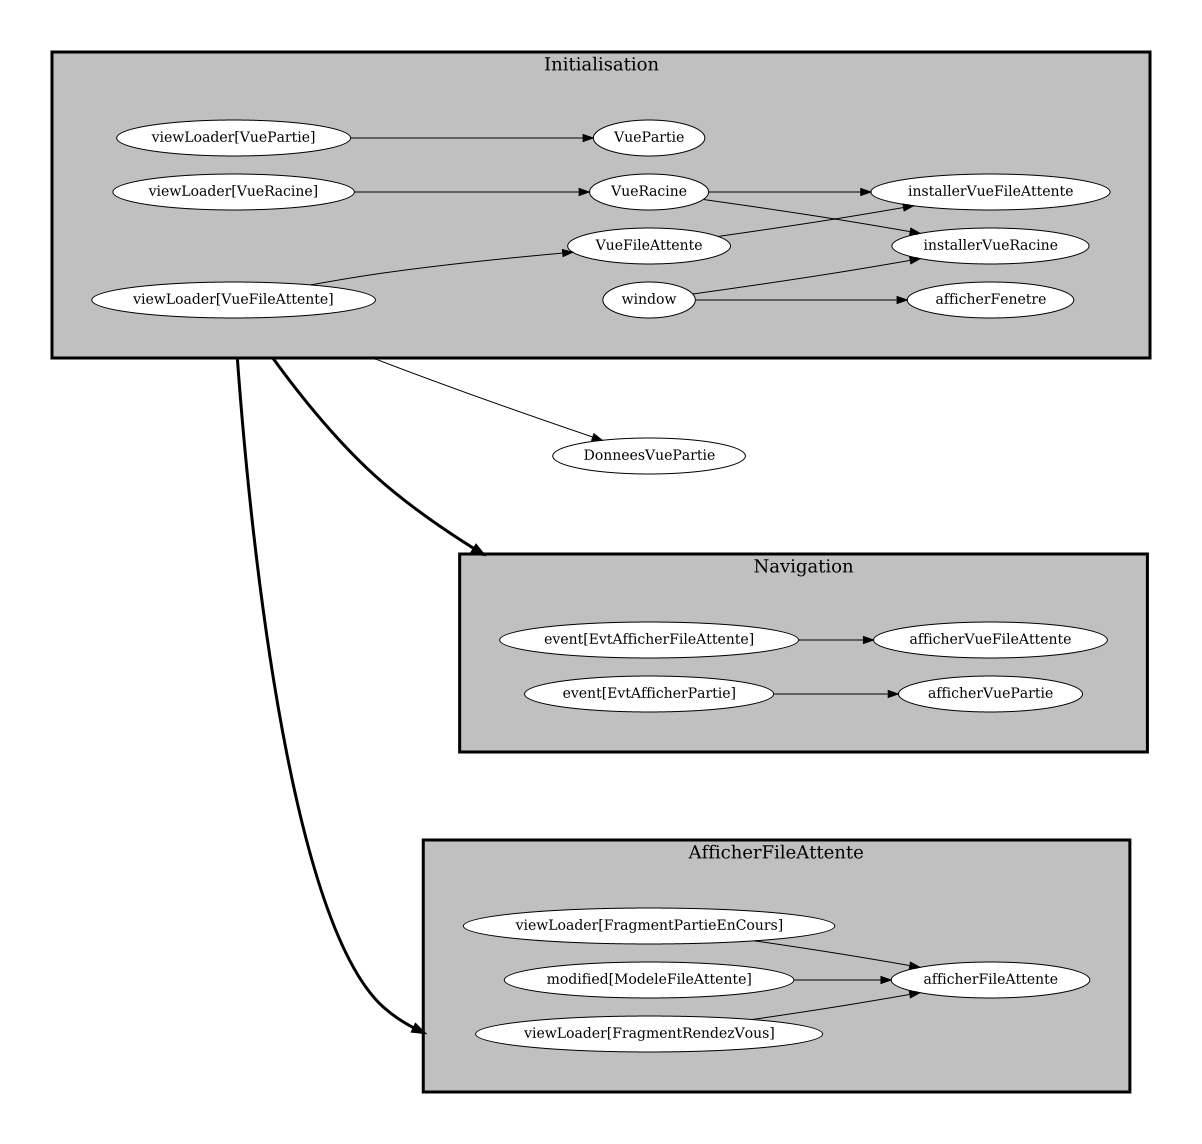 Initialisation
viewLoader[VuePartie]
VuePartie
viewLoader[VueRacine]
VueRacine
installerVueFileAttente
VueFileAttente
installerVueRacine
viewLoader[VueFileAttente]
window
afficherFenetre
DonneesVuePartie
Navigation
event[EvtAfficherFileAttente]
afficherVueFileAttente
event[EvtAfficherPartie]
afficherVuePartie
AfficherFileAttente
viewLoader[FragmentPartieEnCours]
modified[ModeleFileAttente]
afficherFileAttente
viewLoader[FragmentRendezVous]